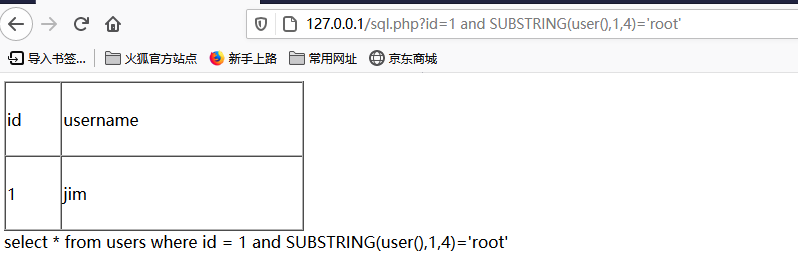 127.0.0.1/sql.php?id=1 and SUBSTRING(user(),1,4)='root'
导入书签... 火狐官方站点 新手上路 常用网址 京东商城
id username
1 jim
select * from users where id = 1 and SUBSTRING(user(),1,4)='root'